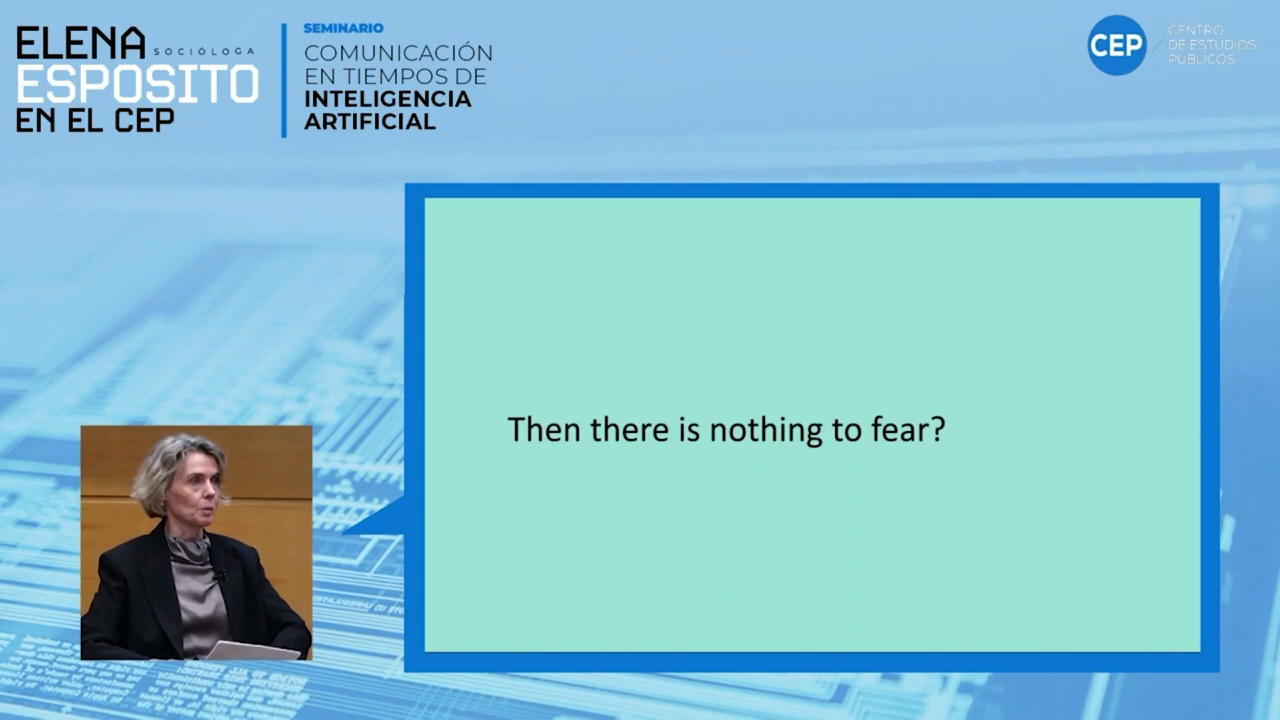 ELENA
SOCIÓLOGA
ESPOSITO
EN EL CEP
SEMINARIO
COMUNICACIÓN
EN TIEMPOS DE
INTELIGENCIA
ARTIFICIAL
CEP
CENTRO
DE ESTUDIOS
PÚBLICOS
Then there is nothing to fear?